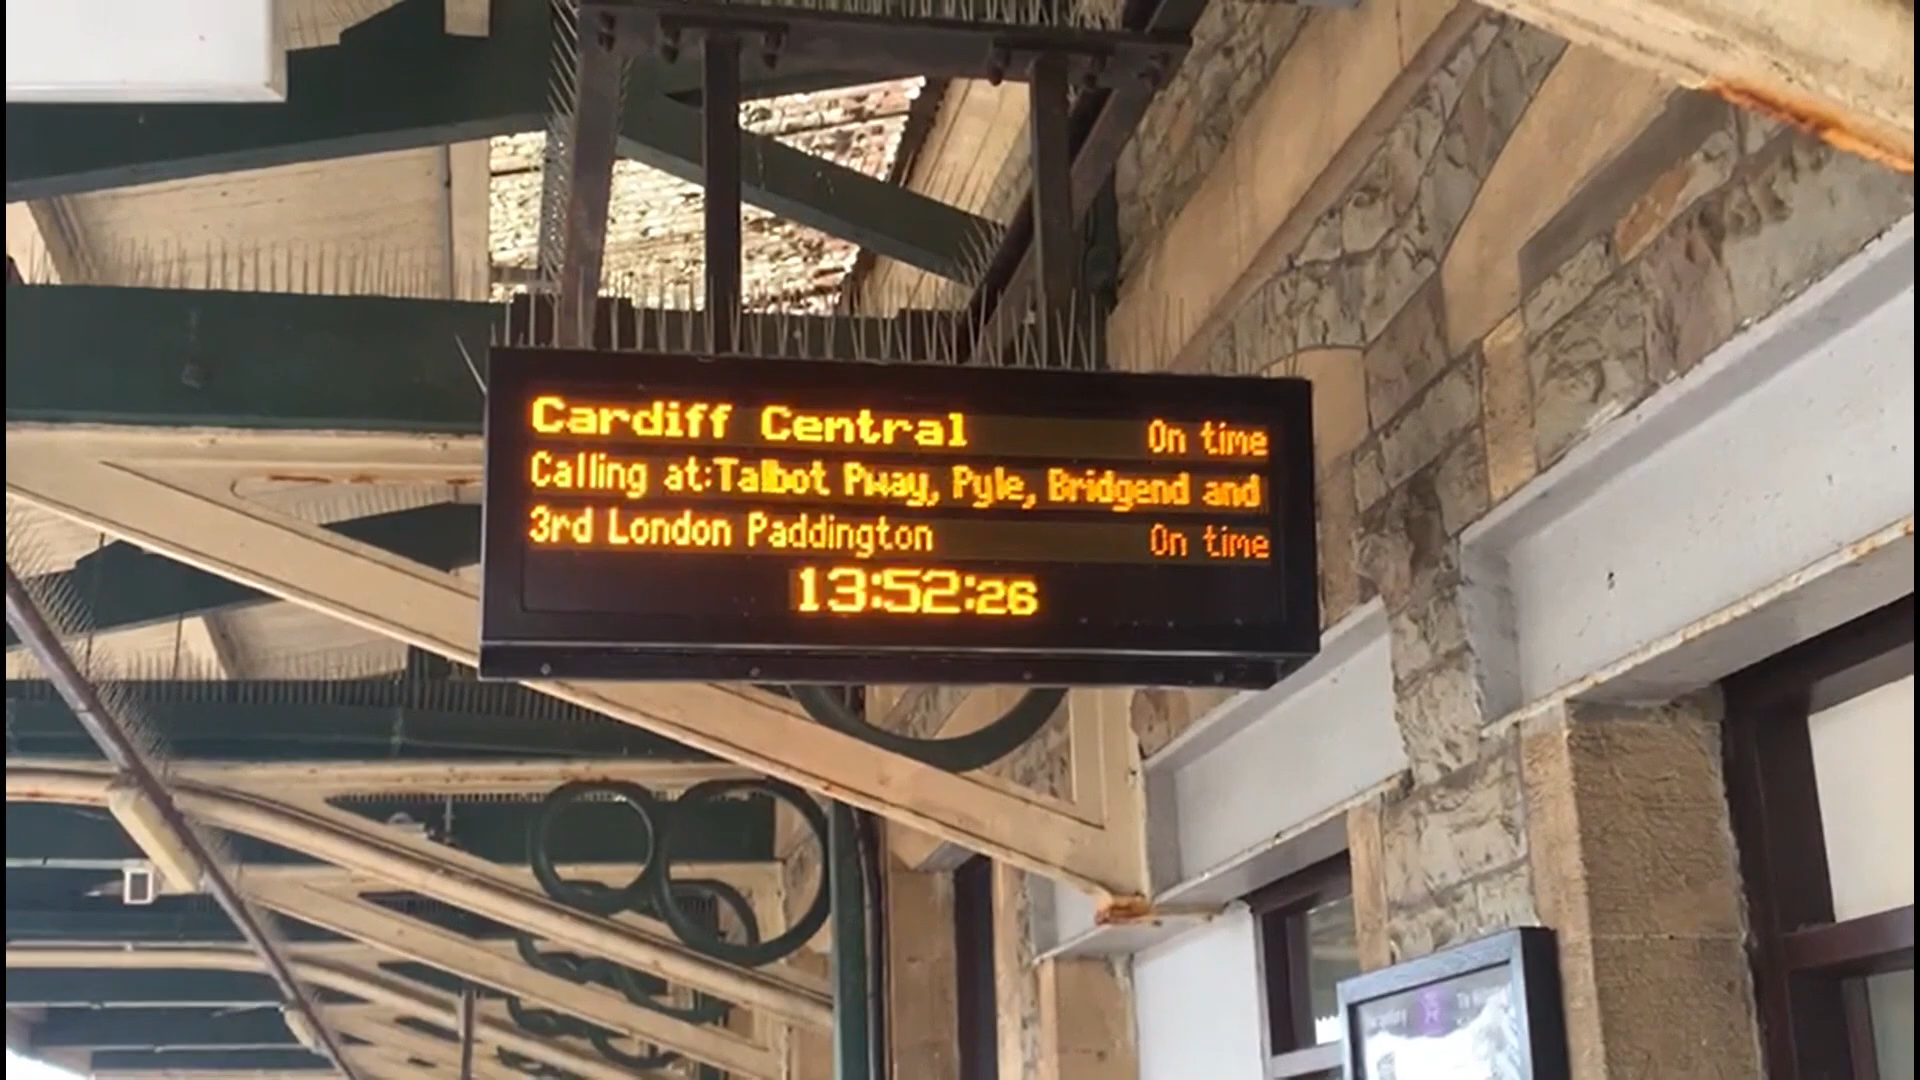 Cardiff Central On time
Calling at:Talbot Pway, Pyle, Bridgend and
3rd London Paddington On time
13:52:26